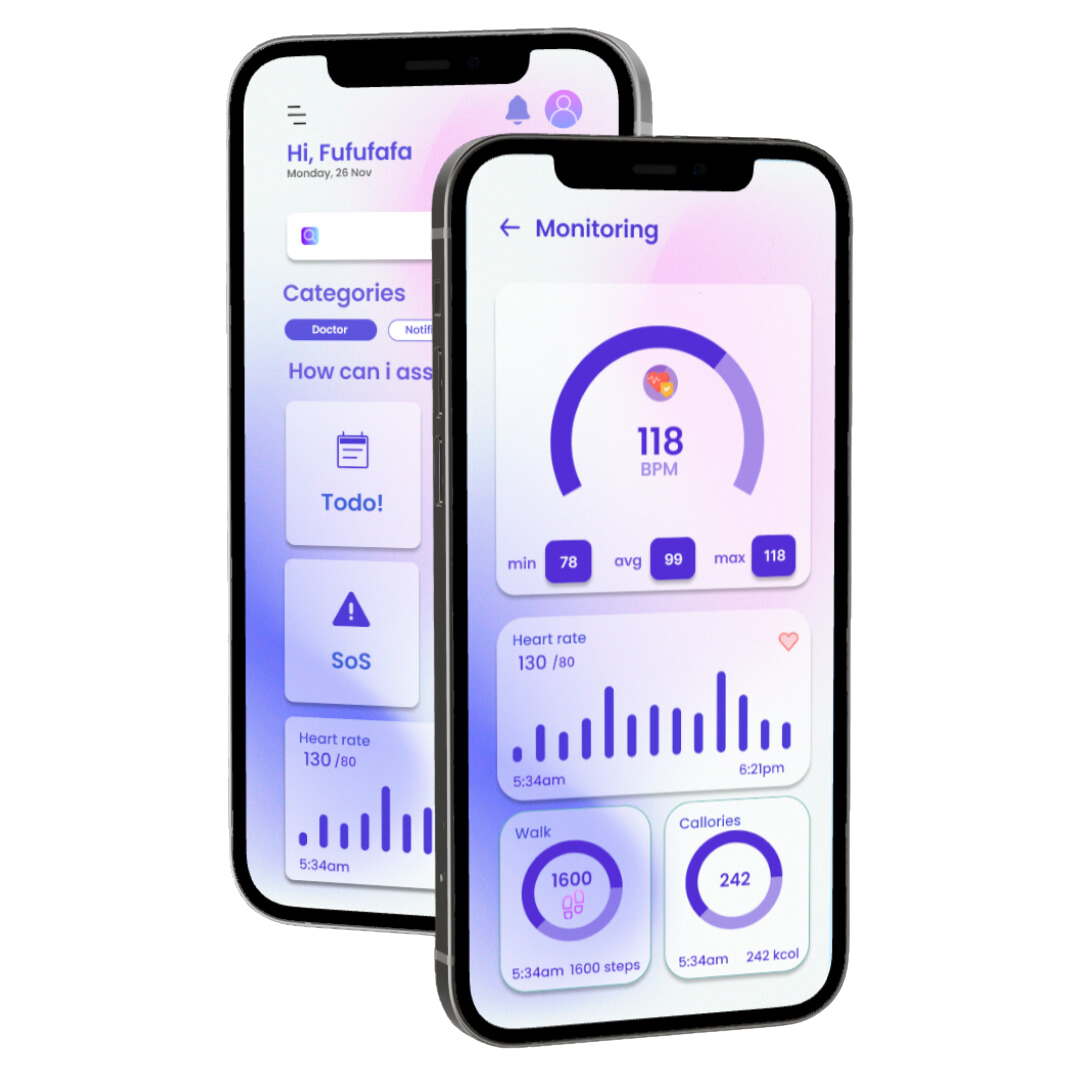 Hi, Fufufafa
Monday, 26 Nov
Categories
Doctor
Notifi
How can i ass
Todo!
SoS
Heart rate
130 /80
5:34am
Monitoring
118
BPM
min 78 avg 99 max 118
Heart rate
130 /80
5:34am 6:21pm
Walk
1600
5:34am 1600 steps
Callories
242
5:34am 242 kcol